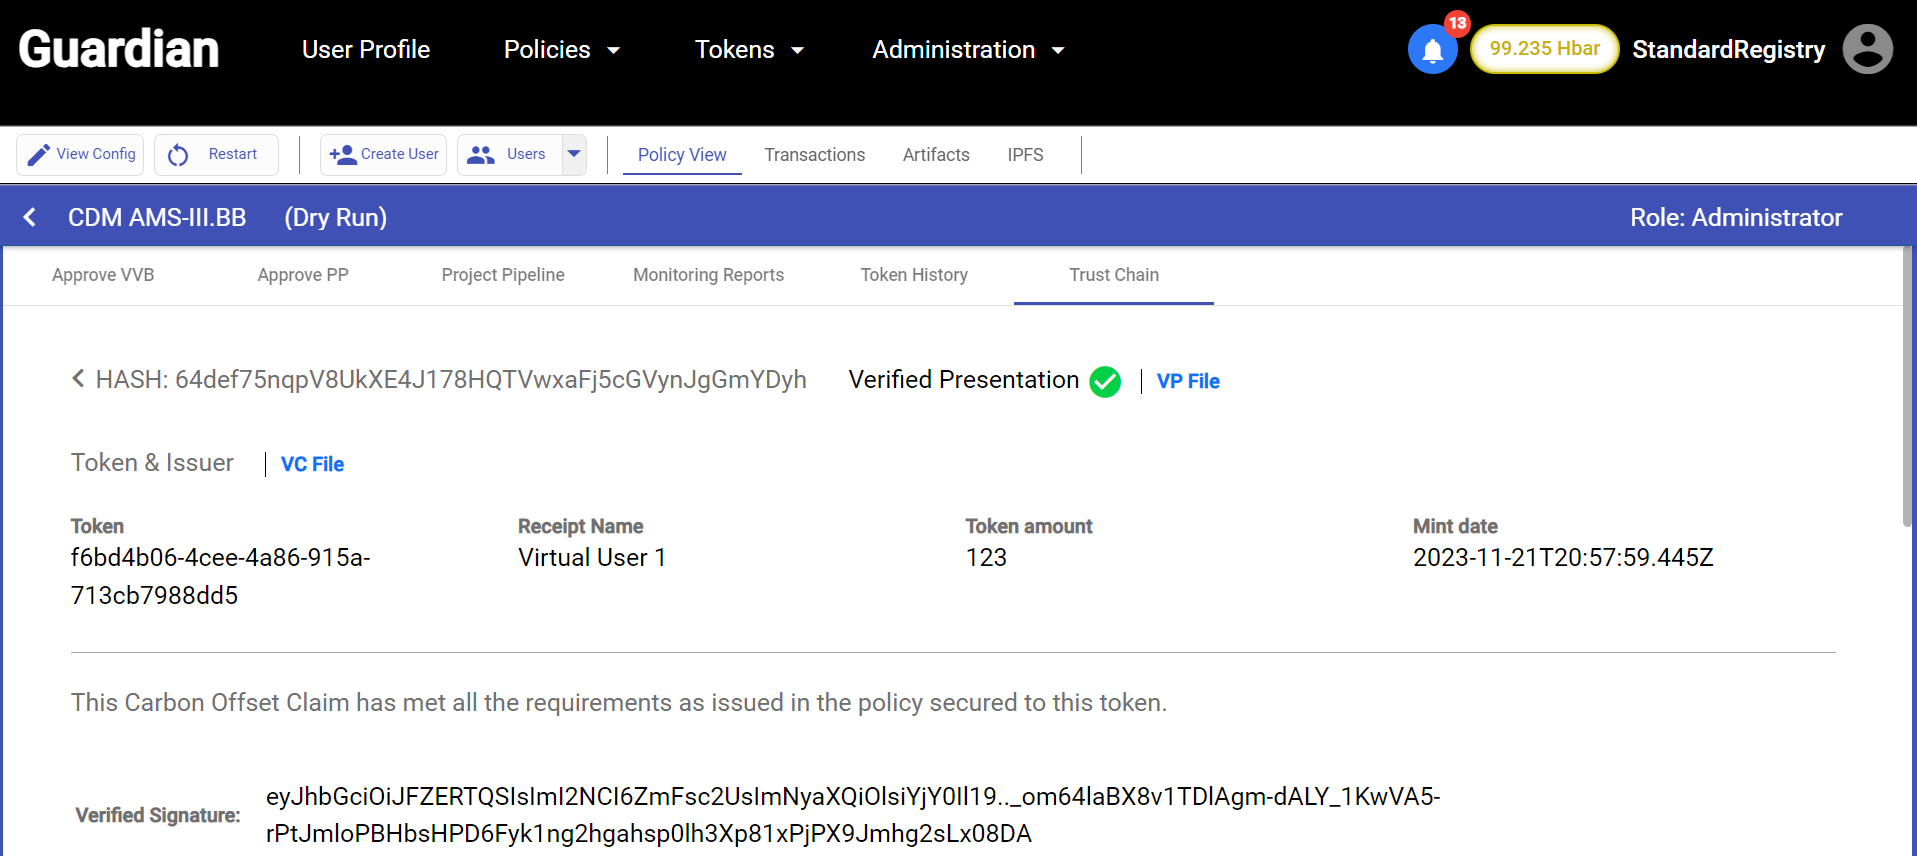 Guardian User Profile Policies Tokens Administration 13 99.235 Hbar StandardRegistry
View Config Restart Create User Users Policy View Transactions Artifacts IPFS
CDM AMS-III.BB (Dry Run) Role: Administrator
Approve VVB Approve PP Project Pipeline Monitoring Reports Token History Trust Chain
HASH: 64def75nqpV8UkXE4J178HQTVwxaFj5cGVynJgGmYDyh Verified Presentation VP File
Token & Issuer VC File
Token Receipt Name Token amount Mint date
f6bd4b06-4cee-4a86-915a- Virtual User 1 123 2023-11-21T20:57:59.445Z
713cb7988dd5
This Carbon Offset Claim has met all the requirements as issued in the policy secured to this token.
Verified Signature:
eyJhbGciOiJFZERTQSIsImI2NCI6ZmFsc2UsImNyaXQiOlsiYjY0Il19.._om64laBX8v1TDlAgm-dALY_1KwVA5-
rPtJmloPBHbsHPD6Fyk1ng2hgahsp0lh3Xp81xPjPX9Jmhg2sLx08DA